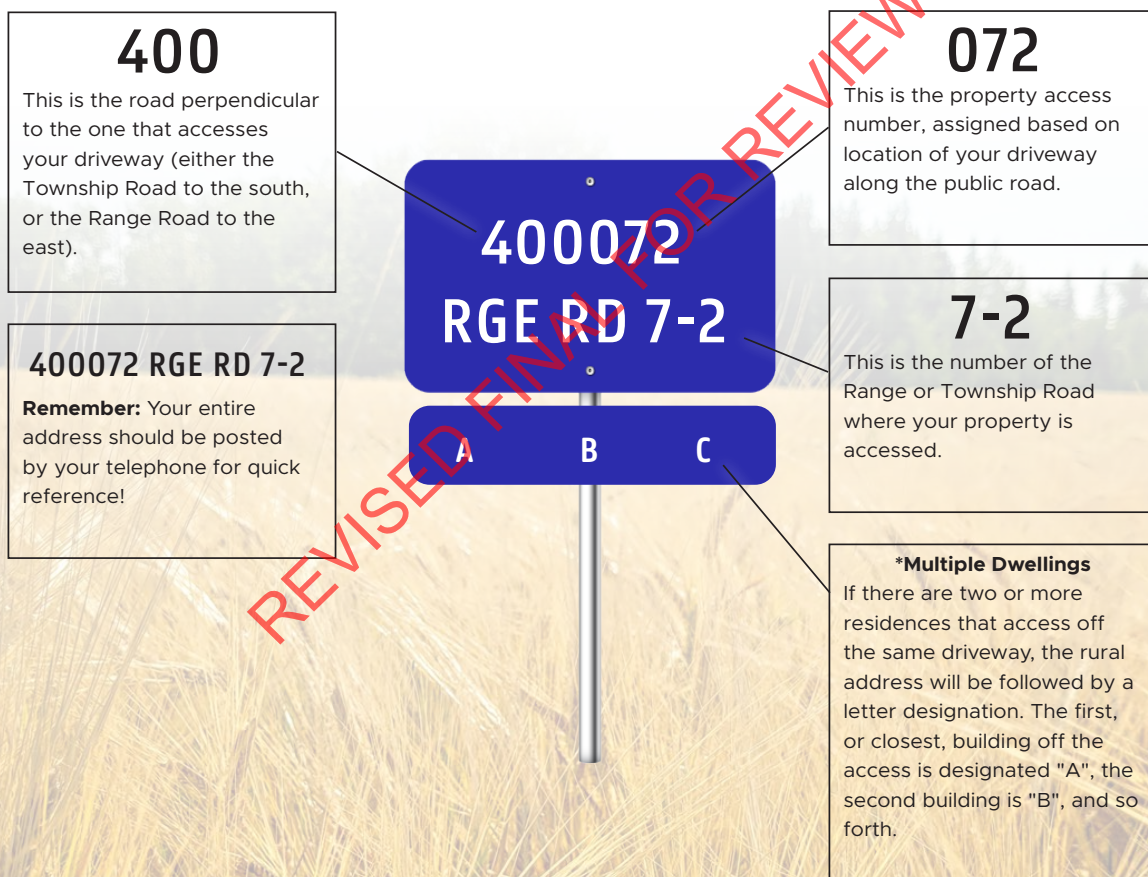 400
This is the road perpendicular
to the one that accesses
your driveway (either the
Township Road to the south,
or the Range Road to the
east).
400072 RGE RD 7-2
Remember: Your entire
address should be posted
by your telephone for quick
reference!
400072
RGE RD 7-2
A B C
072
This is the property access
number, assigned based on
location of your driveway
along the public road.
7-2
This is the number of the
Range or Township Road
where your property is
accessed.
*Multiple Dwellings
If there are two or more
residences that access off
the same driveway, the rural
address will be followed by a
letter designation. The first,
or closest, building off the
access is designated "A", the
second building is "B", and so
forth.
REVISED FINAL FOR REVIEW